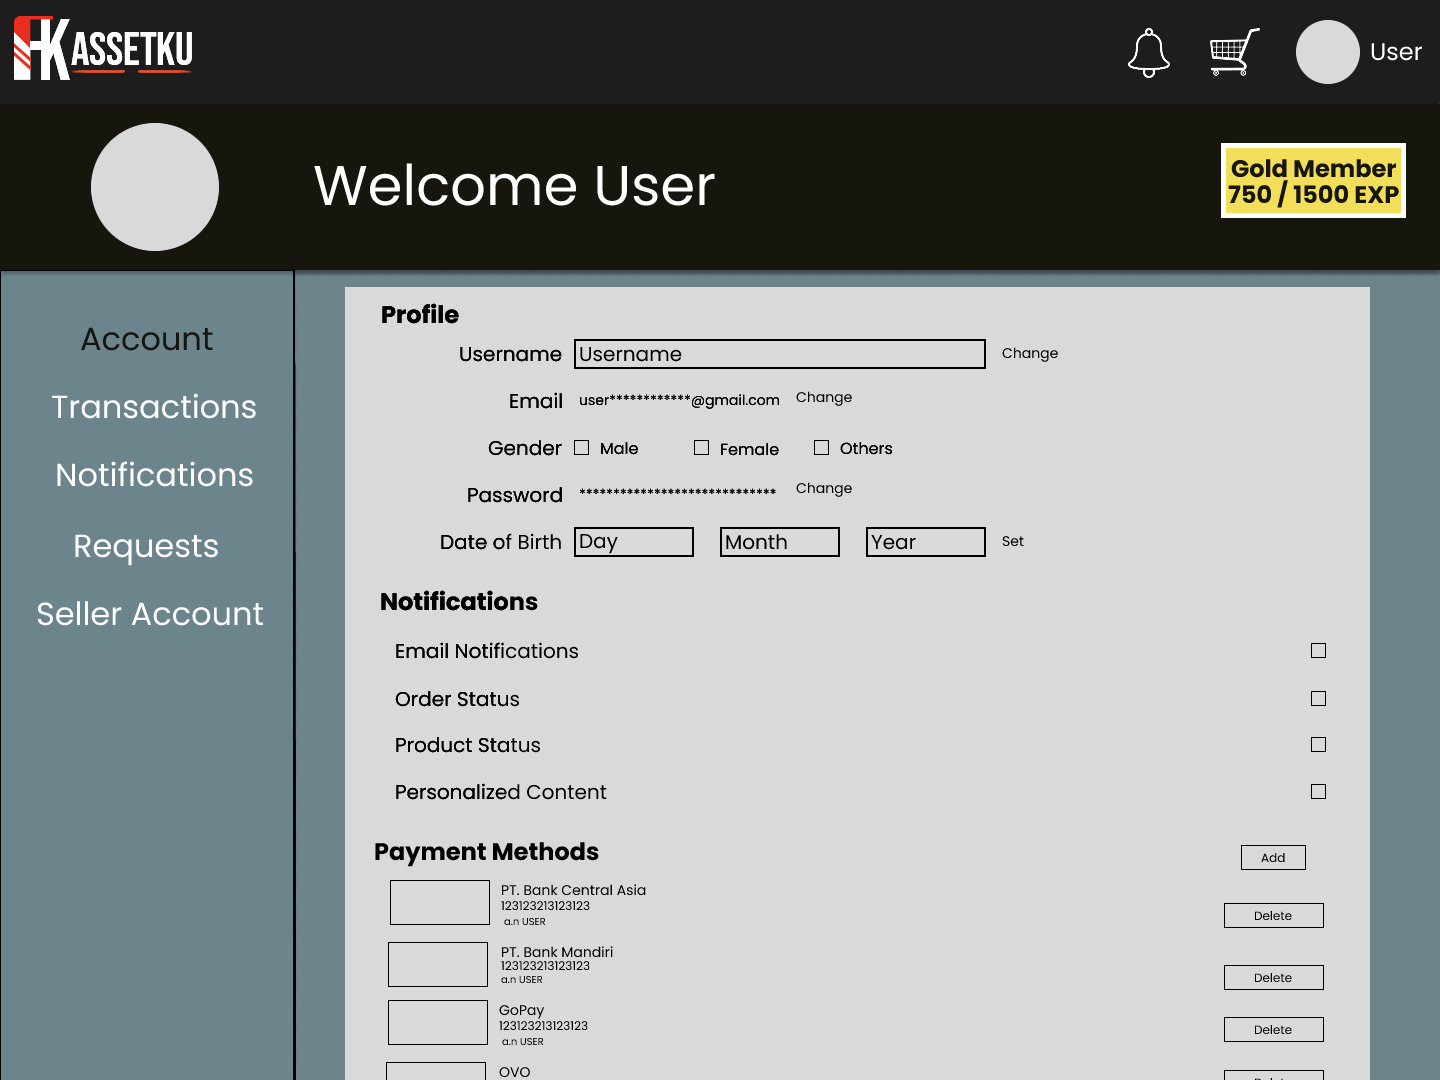 HK ASSETKU
User
Welcome User
Gold Member
750 / 1500 EXP
Account
Transactions
Notifications
Requests
Seller Account
Profile
Username Username Change
Email user************@gmail.com Change
Gender Male Female Others
Password ***************************** Change
Date of Birth Day Month Year Set
Notifications
Email Notifications
Order Status
Product Status
Personalized Content
Payment Methods Add
PT. Bank Central Asia
123123213123123
a.n USER
Delete
PT. Bank Mandiri
123123213123123
a.n USER
Delete
GoPay
123123213123123
a.n USER
Delete
OVO
Delete